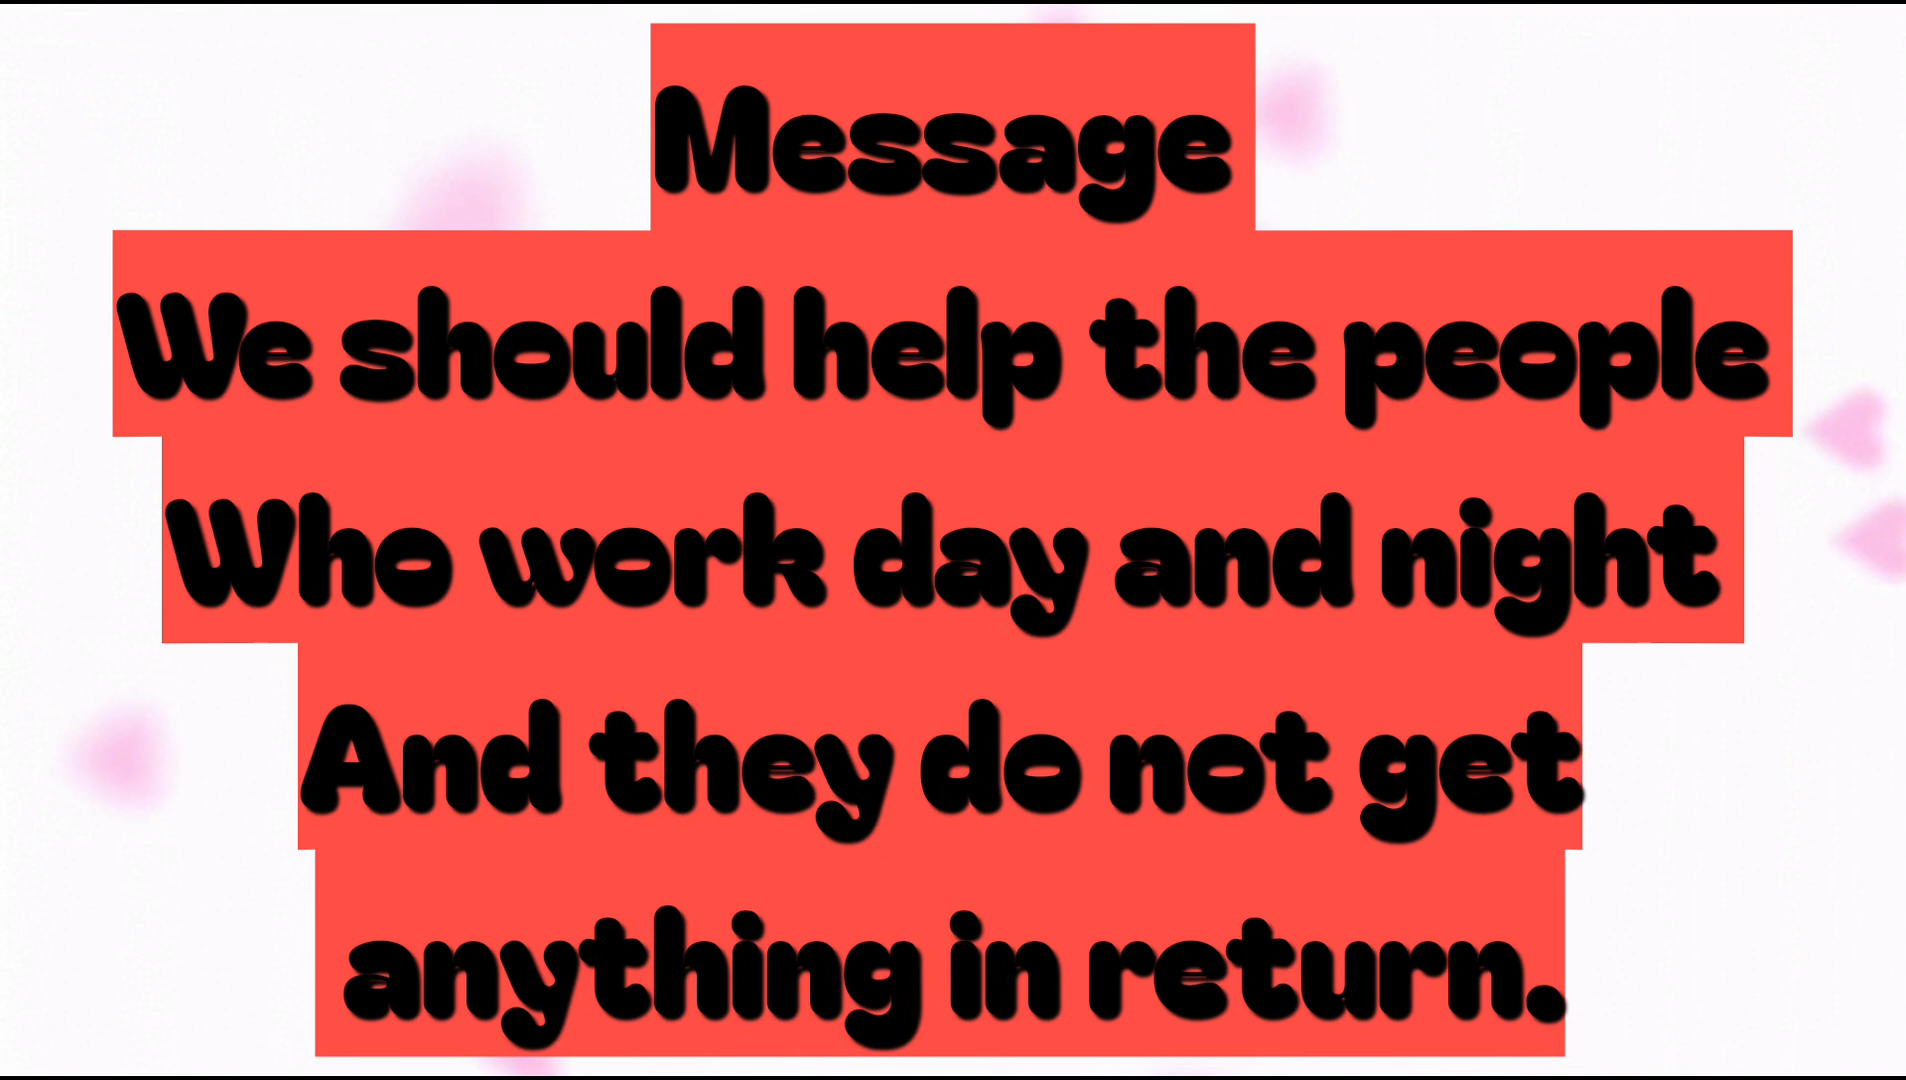 Message
We should help the people
Who work day and night
And they do not get
anything in return.